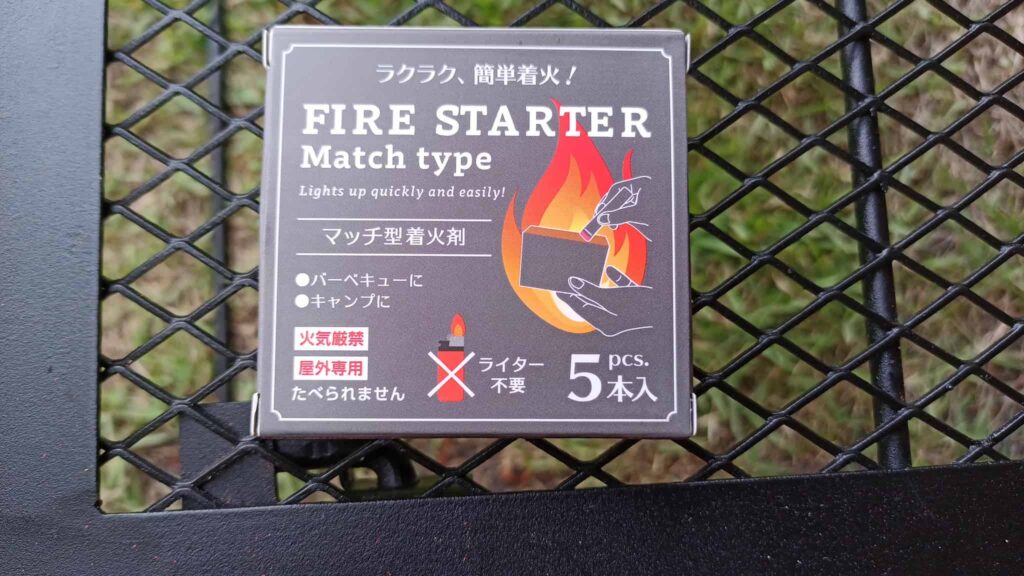 ラクラク、簡単着火！
FIRE STARTER
Match type
Lights up quickly and easily!
マッチ型着火剤
●バーベキューに
●キャンプに
火気厳禁
屋外専用
たべられません
ライター
不要
5 pcs.
本入